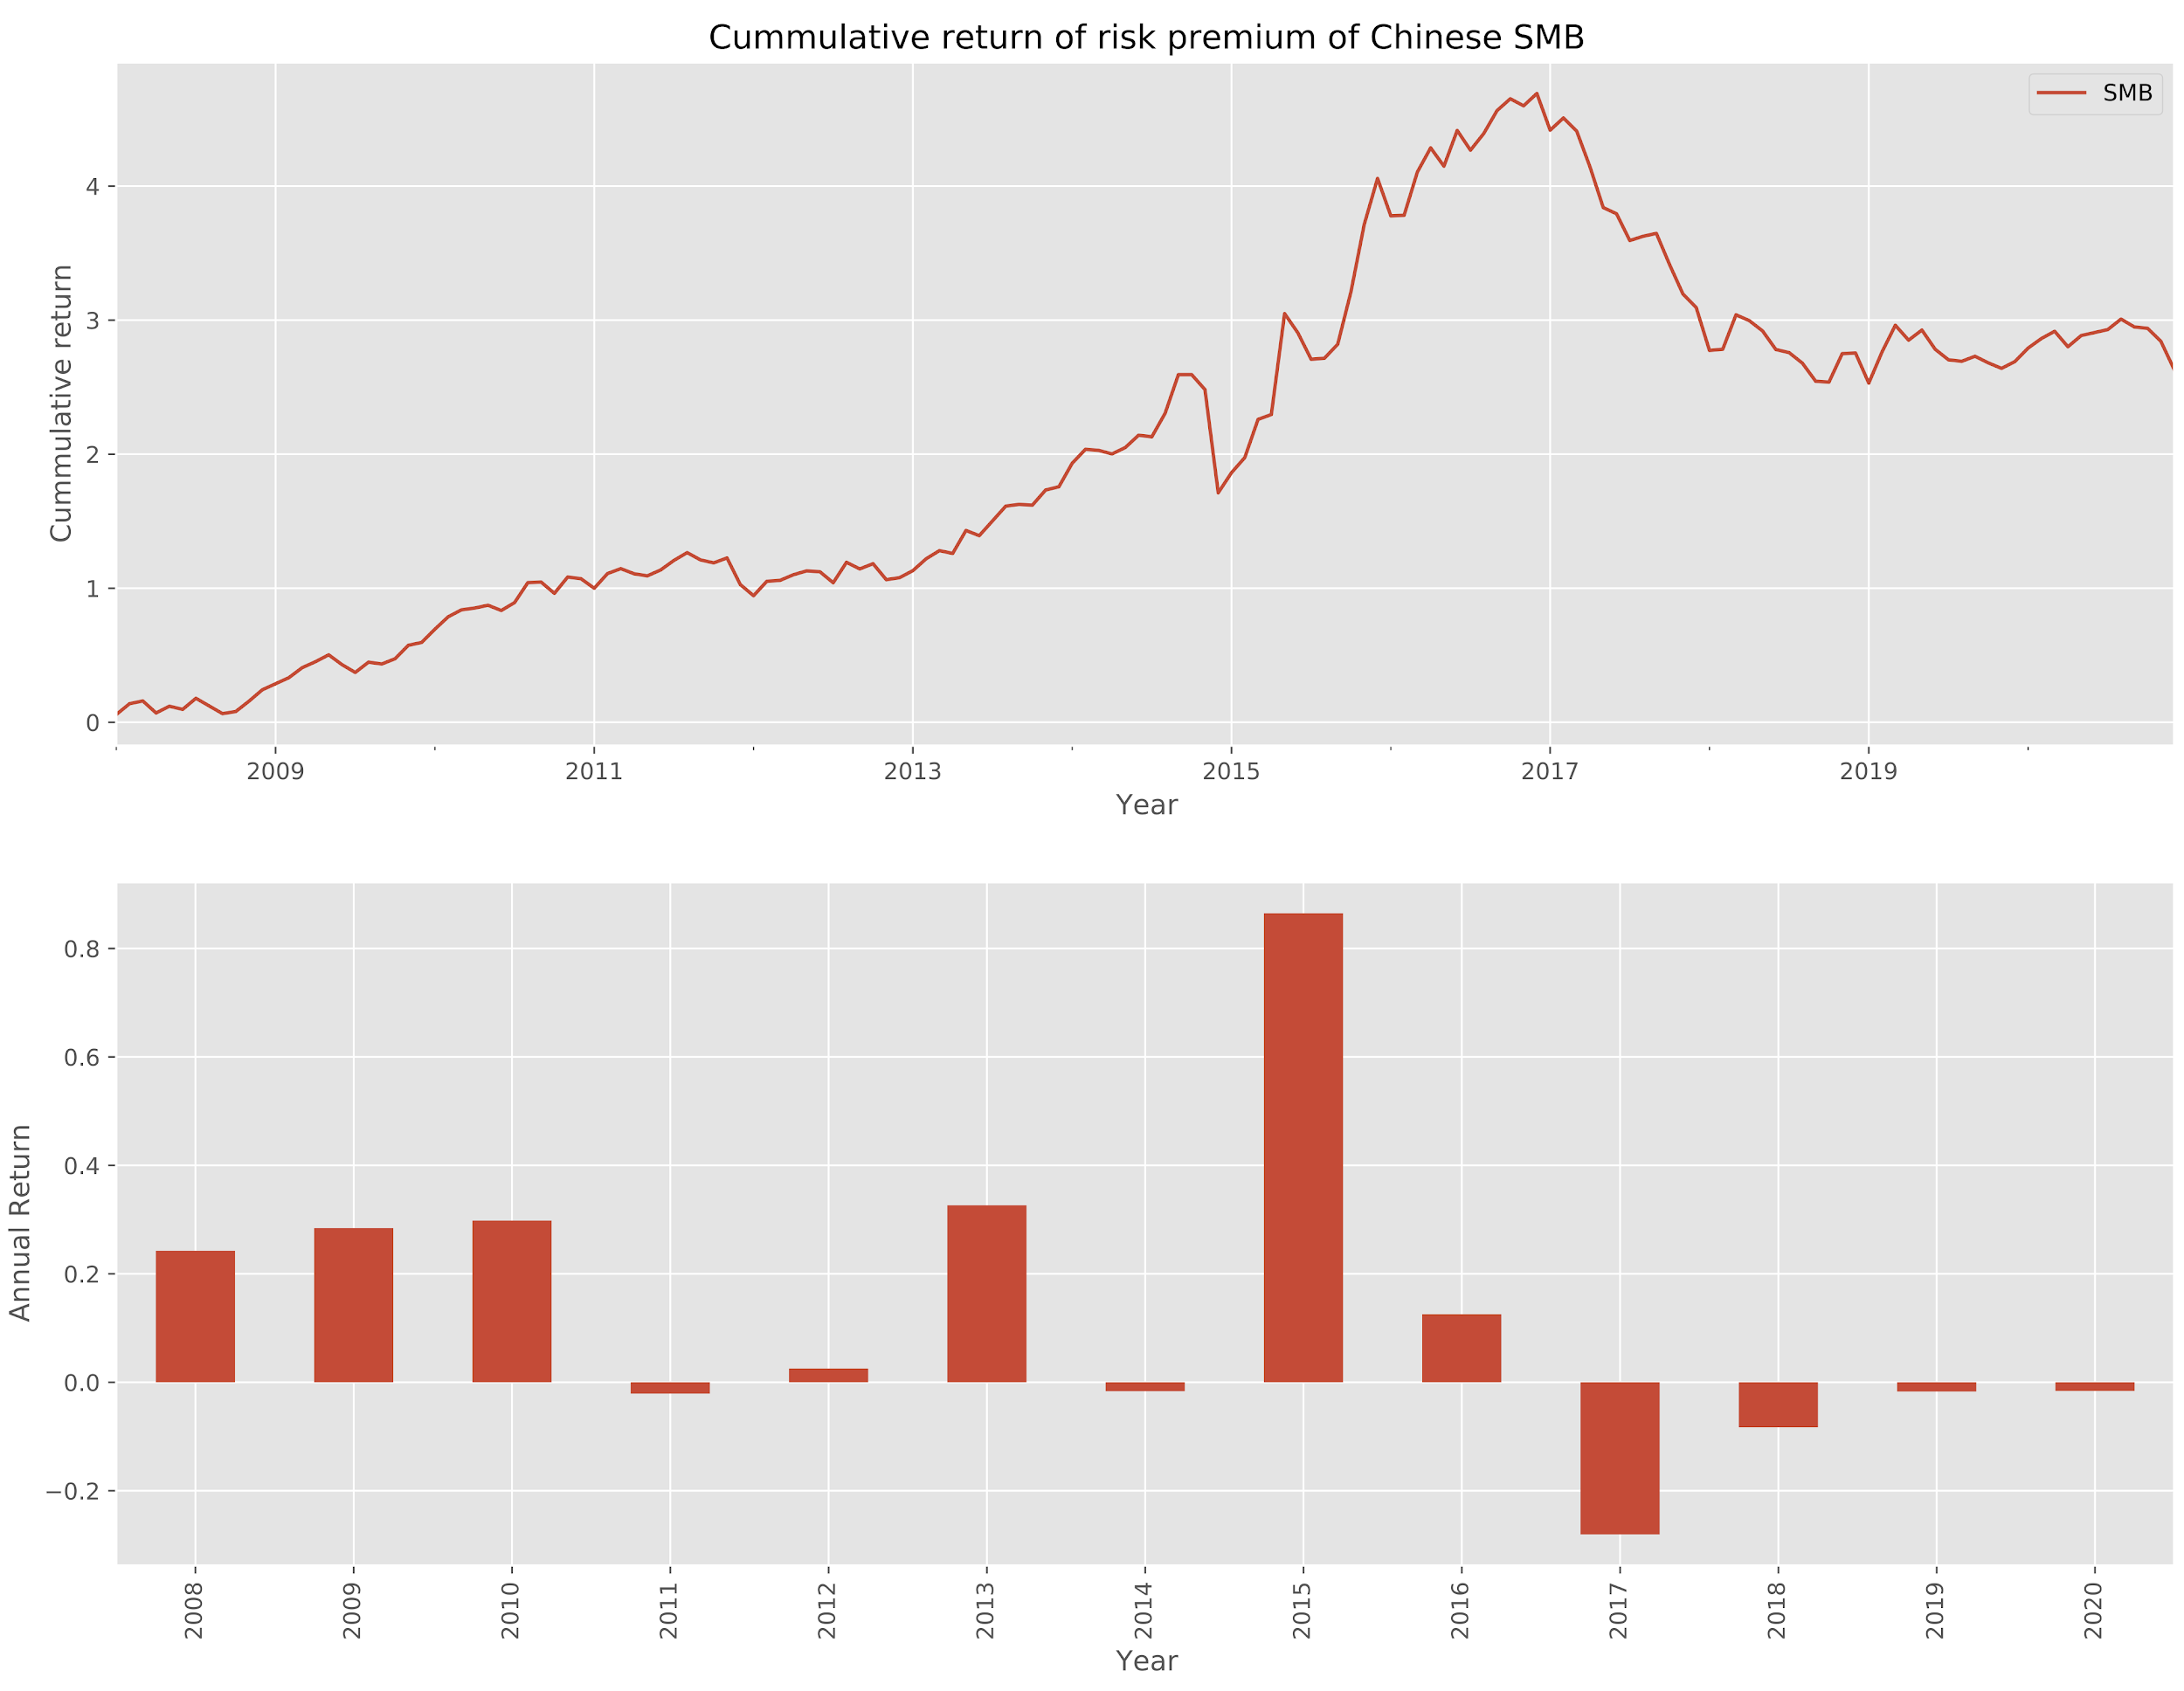 Cummulative return of risk premium of Chinese SMB
SMB
Cummulative return
4
3
2
1
0
2009 2011 2013 2015 2017 2019
Year
Annual Return
0.8
0.6
0.4
0.2
0.0
−0.2
2008 2009 2010 2011 2012 2013 2014 2015 2016 2017 2018 2019 2020
Year